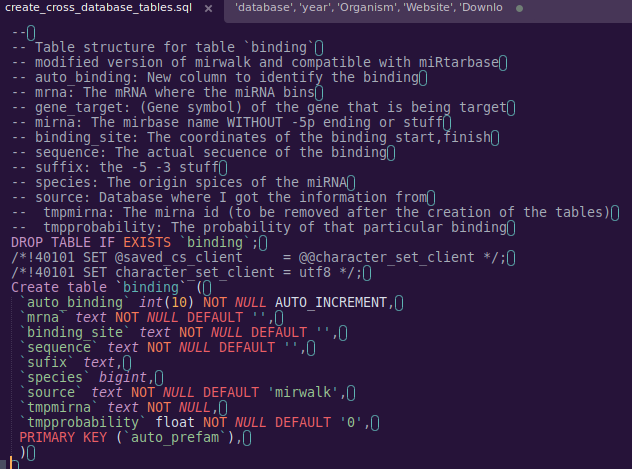 create_cross_database_tables.sql × 'database', 'year', 'Organism', 'Website', 'Downlo
--
-- Table structure for table `binding`
-- modified version of mirwalk and compatible with miRtarbase
-- auto_binding: New column to identify the binding
-- mrna: The mRNA where the miRNA bins
-- gene_target: (Gene symbol) of the gene that is being target
-- mirna: The mirbase name WITHOUT -5p ending or stuff
-- binding_site: The coordinates of the binding start,finish
-- sequence: The actual secuence of the binding
-- suffix: the -5 -3 stuff
-- species: The origin spices of the miRNA
-- source: Database where I got the information from
--  tmpmirna: The mirna id (to be removed after the creation of the tables)
--  tmpprobability: The probability of that particular binding
DROP TABLE IF EXISTS `binding`;
/*!40101 SET @saved_cs_client     = @@character_set_client */;
/*!40101 SET character_set_client = utf8 */;
Create table `binding` (
`auto_binding` int(10) NOT NULL AUTO_INCREMENT,
`mrna` text NOT NULL DEFAULT '',
`binding_site` text NOT NULL DEFAULT '',
`sequence` text NOT NULL DEFAULT '',
`sufix` text,
`species` bigint,
`source` text NOT NULL DEFAULT 'mirwalk',
`tmpmirna` text NOT NULL,
`tmpprobability` float NOT NULL DEFAULT '0',
PRIMARY KEY (`auto_prefam`),
)